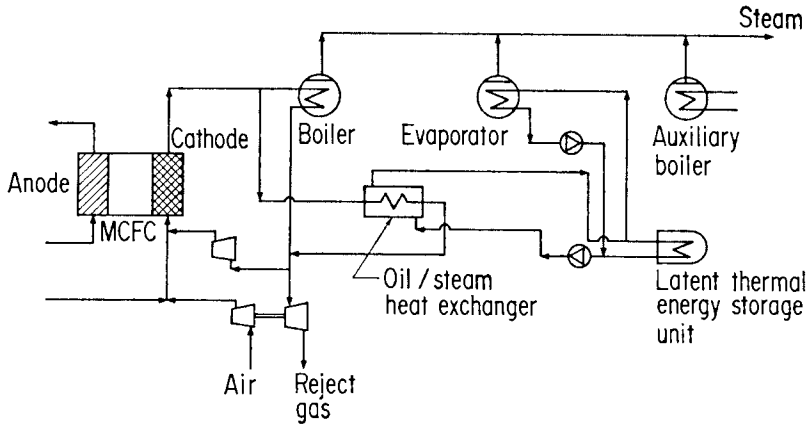 Steam
Cathode
Boiler
Evaporator
Auxiliary
boiler
Anode
MCFC
Oil / steam
heat exchanger
Latent thermal
energy storage
unit
Air
Reject
gas